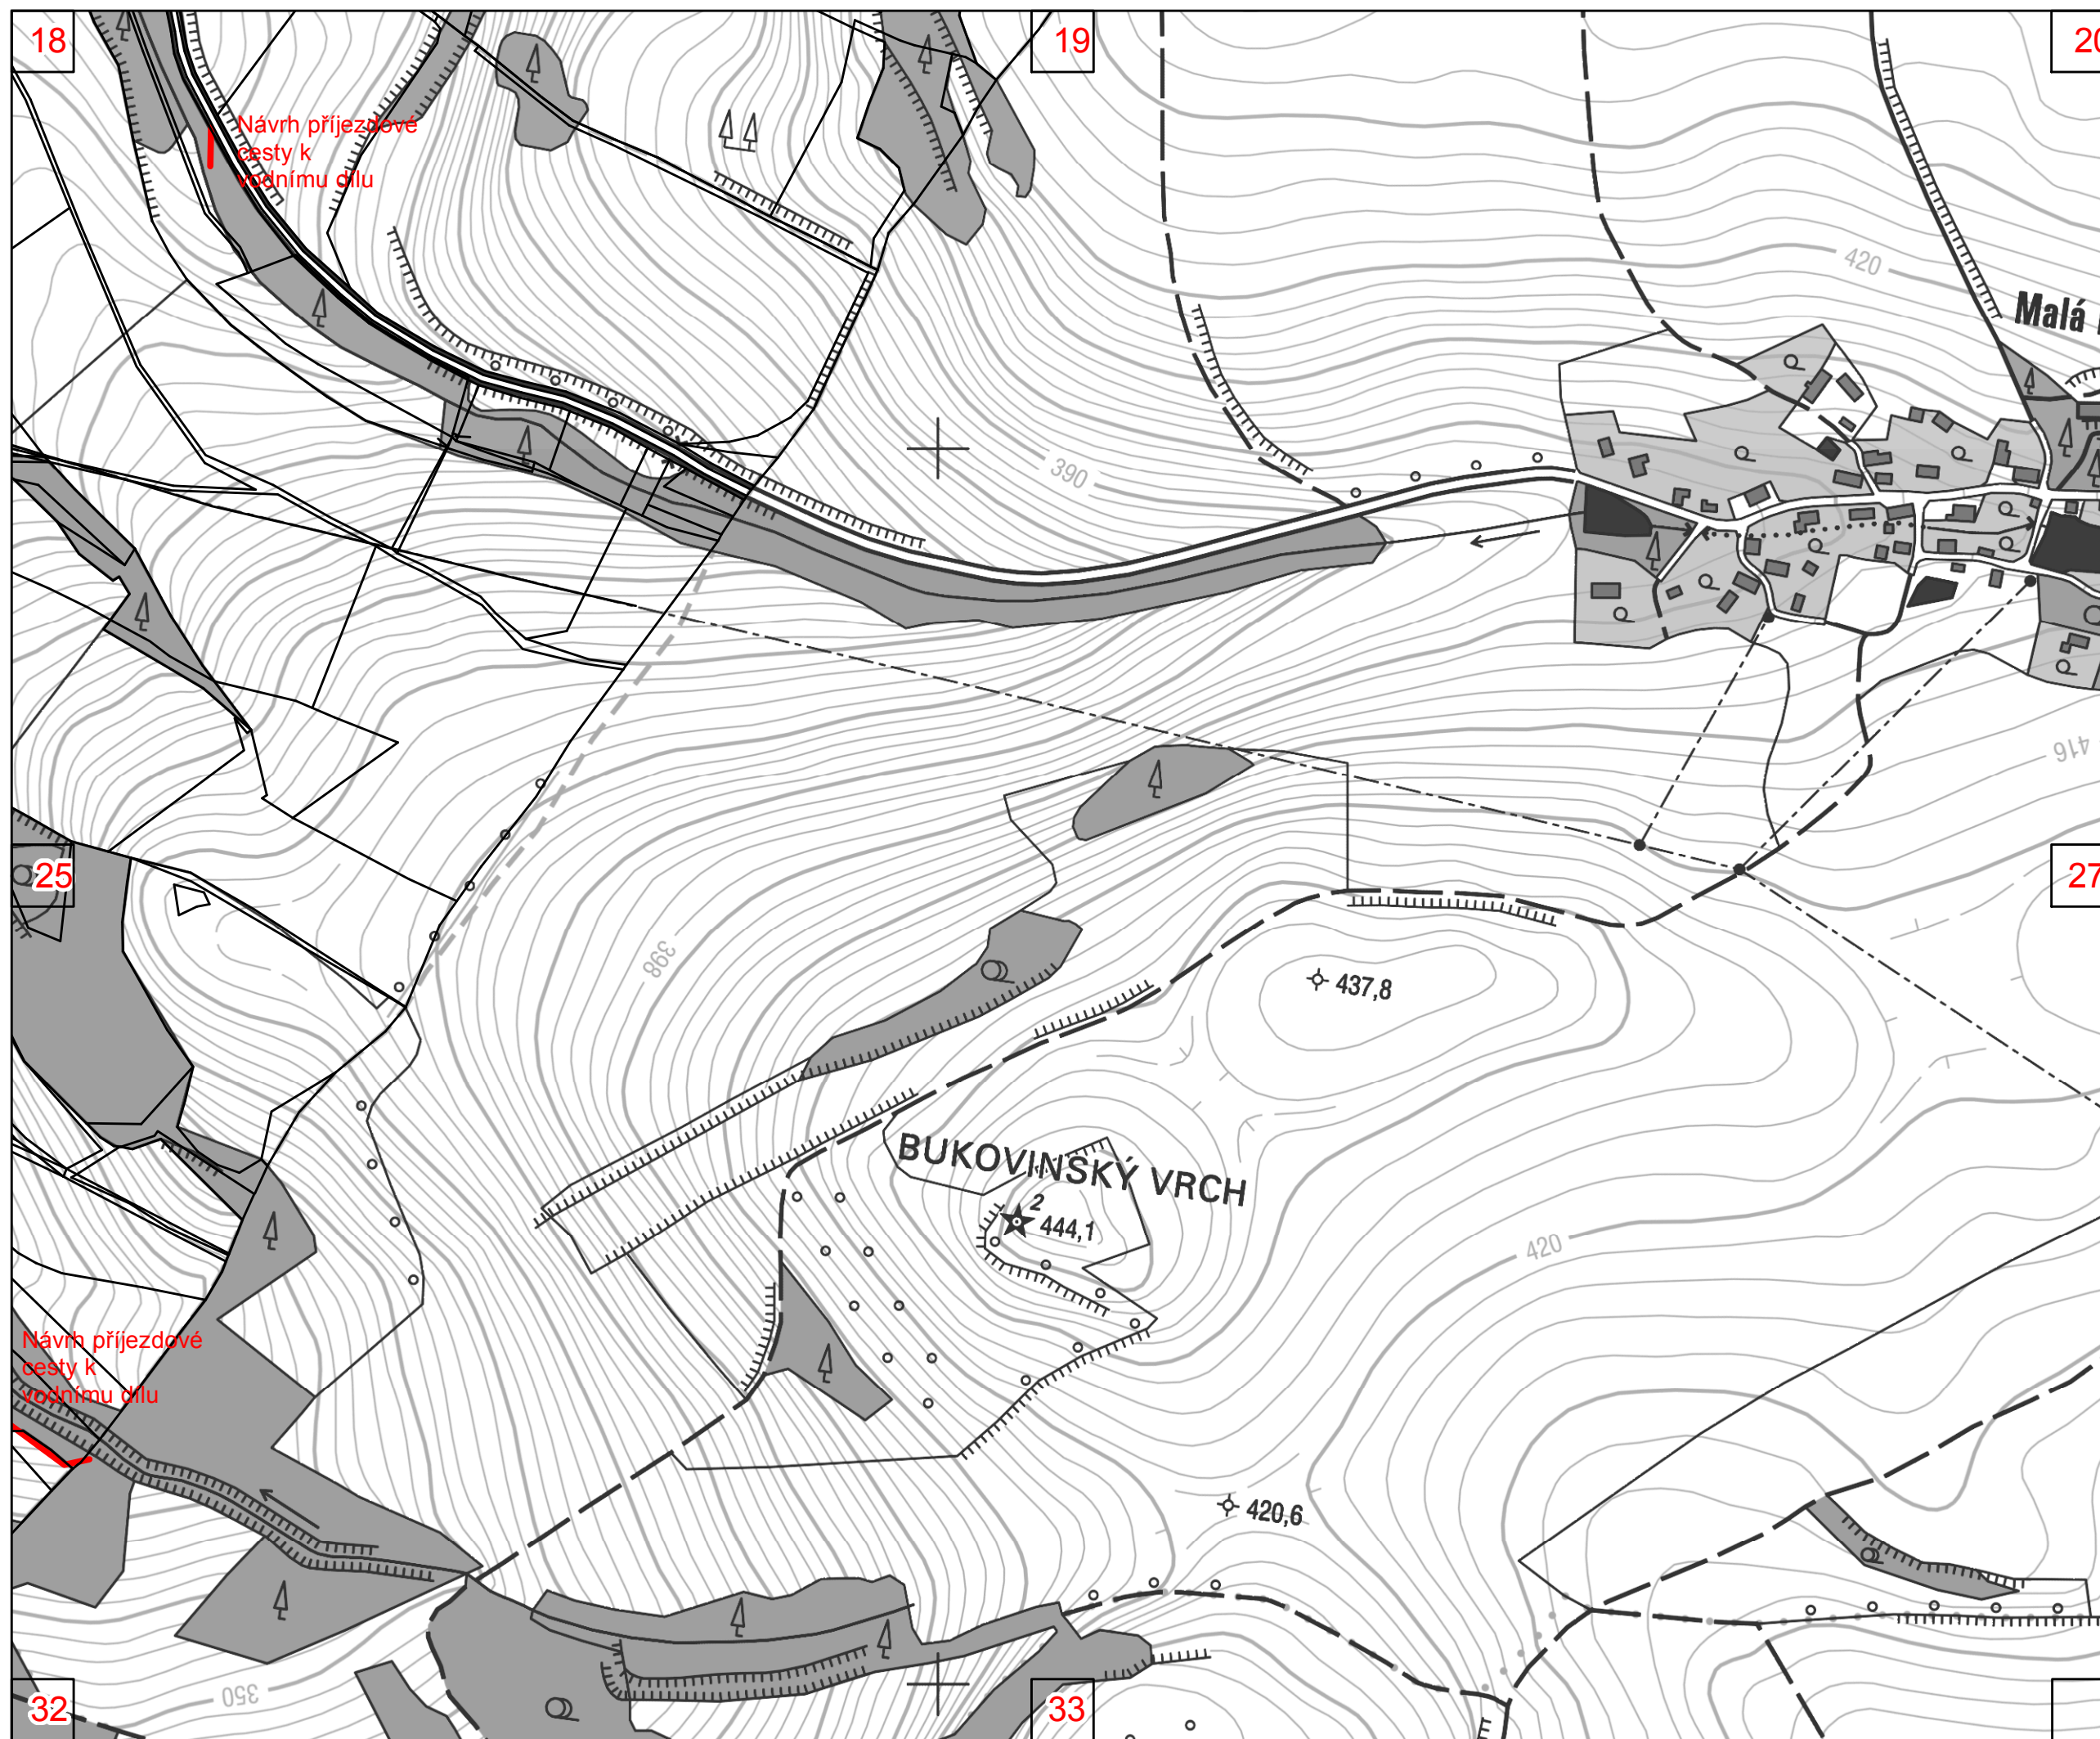 18
19
20
Návrh příjezdové
cesty k
vodnímu dílu
420
Malá
390
416
25
27
398
437,8
BUKOVINSKÝ VRCH
2
444,1
420
Návrh příjezdové
cesty k
vodnímu dílu
420,6
350
32
33